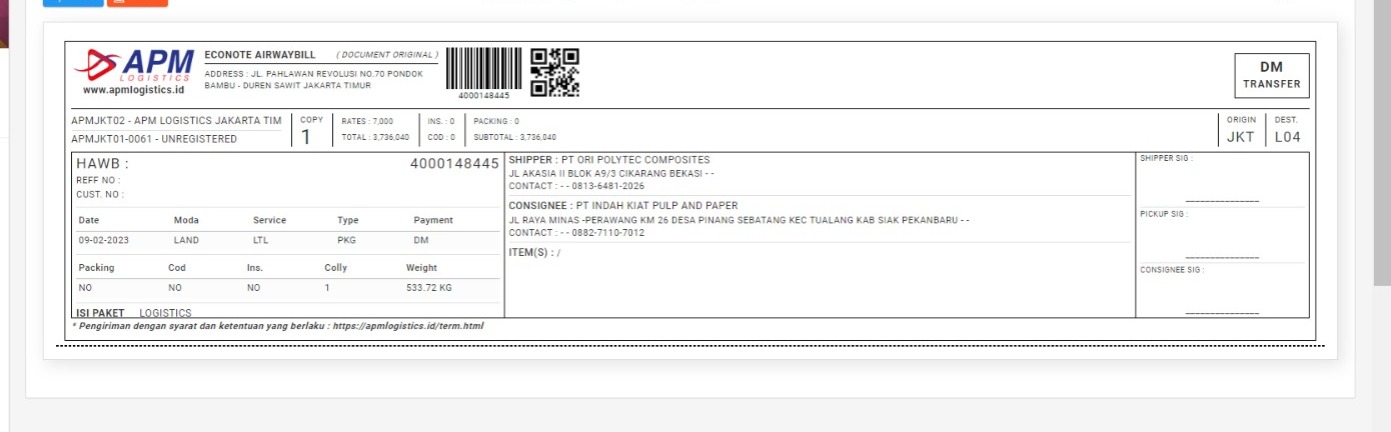 APM
LOGISTICS
www.apmlogistics.id
ECONOTE AIRWAYBILL ( DOCUMENT ORIGINAL )
ADDRESS : JL. PAHLAWAN REVOLUSI NO.70 PONDOK
BAMBU - DUREN SAWIT JAKARTA TIMUR
4000148445
DM
TRANSFER
APMJKT02 - APM LOGISTICS JAKARTA TIM
APMJKT01-0061 - UNREGISTERED
COPY
1
RATES : 7,000
TOTAL : 3,736,040
INS. : 0
COD : 0
PACKING : 0
SUBTOTAL : 3,736,040
ORIGIN
JKT
DEST.
L04
HAWB : 4000148445
REFF NO :
CUST. NO :
Date Moda Service Type Payment
09-02-2023 LAND LTL PKG DM
Packing Cod Ins. Colly Weight
NO NO NO 1 533.72 KG
ISI PAKET LOGISTICS
SHIPPER : PT ORI POLYTEC COMPOSITES
JL AKASIA II BLOK A9/3 CIKARANG BEKASI - -
CONTACT : - - 0813-6481-2026
CONSIGNEE : PT INDAH KIAT PULP AND PAPER
JL RAYA MINAS -PERAWANG KM 26 DESA PINANG SEBATANG KEC TUALANG KAB SIAK PEKANBARU - -
CONTACT : - - 0882-7110-7012
ITEM(S) : /
SHIPPER SIG :
PICKUP SIG :
CONSIGNEE SIG :
* Pengiriman dengan syarat dan ketentuan yang berlaku : https://apmlogistics.id/term.html